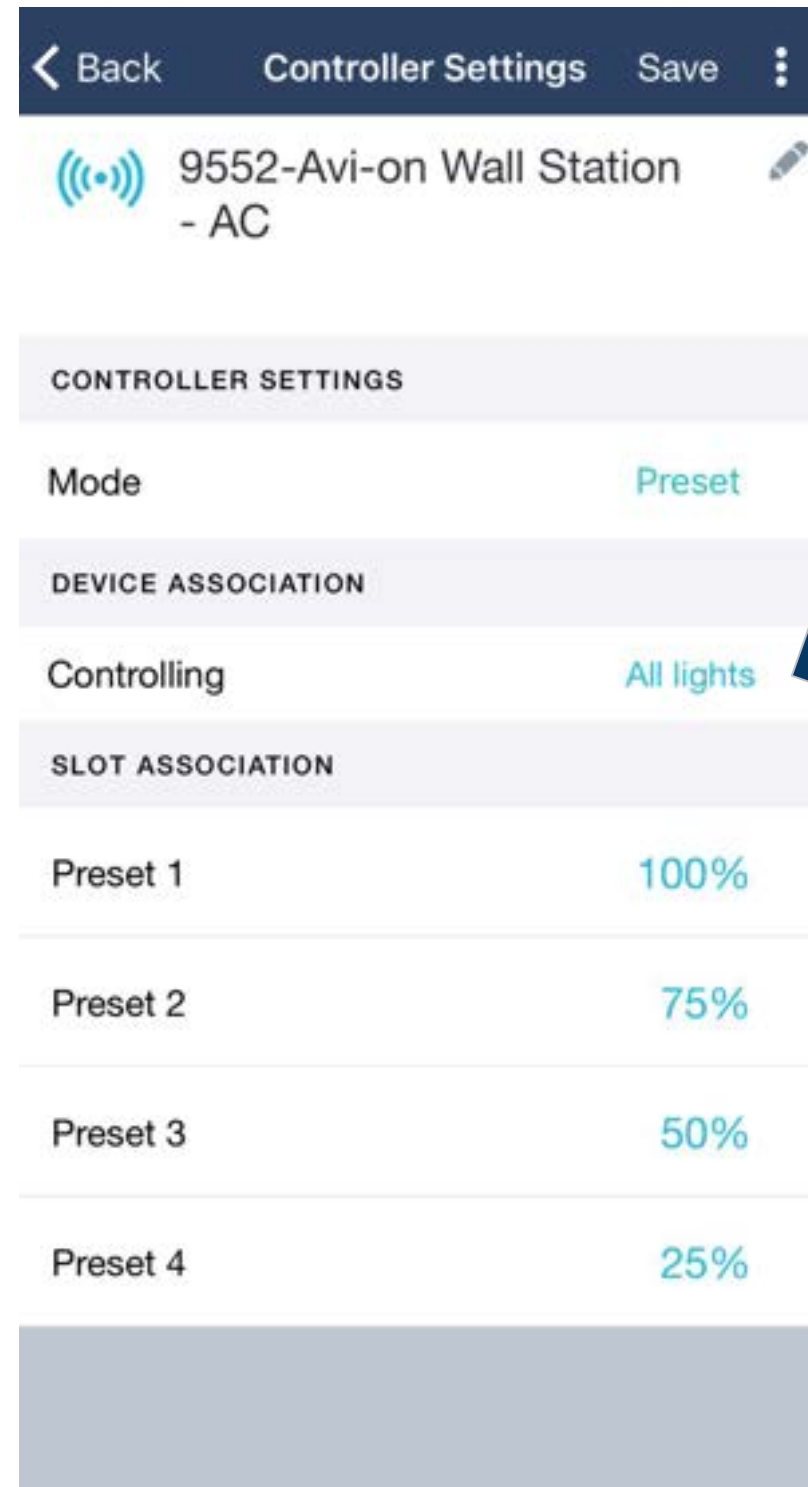 Back Controller Settings Save
9552-Avi-on Wall Station
- AC
CONTROLLER SETTINGS
Mode Preset
DEVICE ASSOCIATION
Controlling All lights
SLOT ASSOCIATION
Preset 1 100%
Preset 2 75%
Preset 3 50%
Preset 4 25%